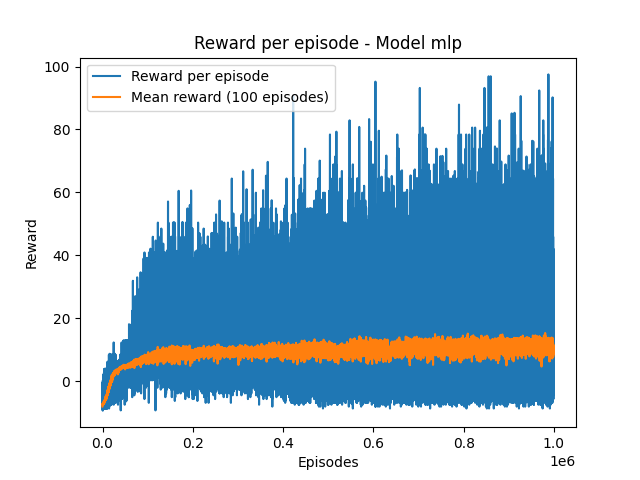 Reward per episode - Model mlp
Reward per episode
Mean reward (100 episodes)
100
80
60
40
20
0
Reward
0.0
0.2
0.4
0.6
0.8
1.0
1e6
Episodes